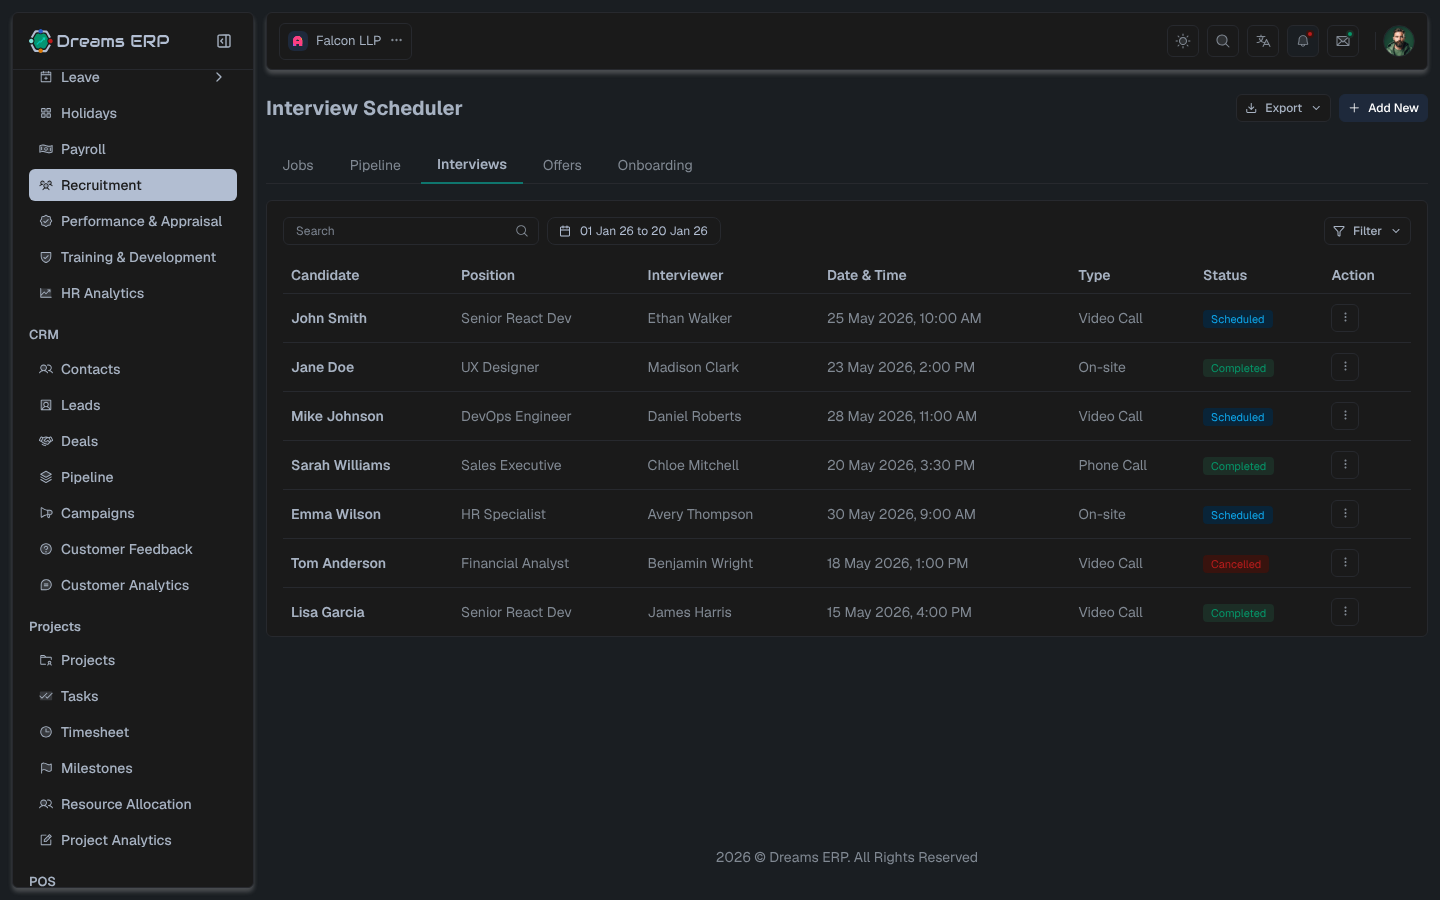 Dreams ERP
Leave
Holidays
Payroll
Recruitment
Performance & Appraisal
Training & Development
HR Analytics
CRM
Contacts
Leads
Deals
Pipeline
Campaigns
Customer Feedback
Customer Analytics
Projects
Projects
Tasks
Timesheet
Milestones
Resource Allocation
Project Analytics
POS
Falcon LLP
Interview Scheduler
Export
Add New
Jobs Pipeline Interviews Offers Onboarding
Search 01 Jan 26 to 20 Jan 26 Filter
Candidate Position Interviewer Date & Time Type Status Action
John Smith Senior React Dev Ethan Walker 25 May 2026, 10:00 AM Video Call Scheduled
Jane Doe UX Designer Madison Clark 23 May 2026, 2:00 PM On-site Completed
Mike Johnson DevOps Engineer Daniel Roberts 28 May 2026, 11:00 AM Video Call Scheduled
Sarah Williams Sales Executive Chloe Mitchell 20 May 2026, 3:30 PM Phone Call Completed
Emma Wilson HR Specialist Avery Thompson 30 May 2026, 9:00 AM On-site Scheduled
Tom Anderson Financial Analyst Benjamin Wright 18 May 2026, 1:00 PM Video Call Cancelled
Lisa Garcia Senior React Dev James Harris 15 May 2026, 4:00 PM Video Call Completed
2026 © Dreams ERP. All Rights Reserved